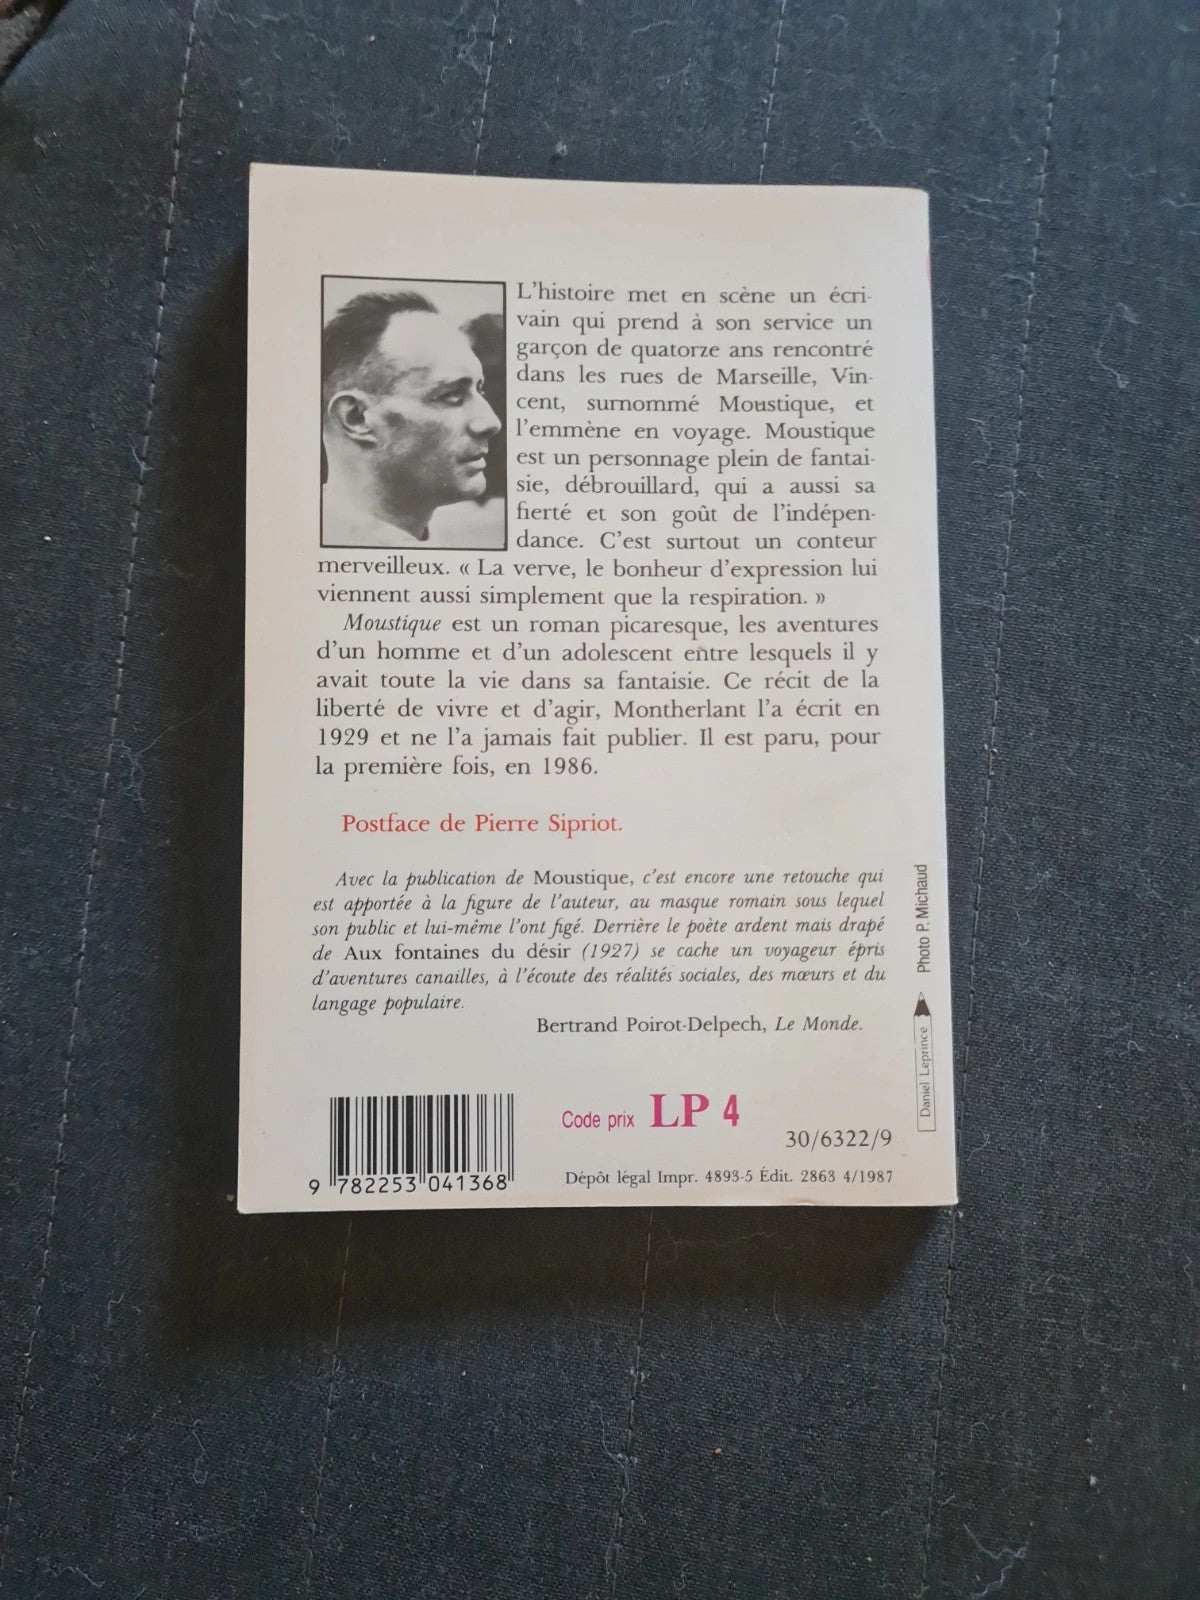 L'histoire met en scène un écri-
vain qui prend à son service un
garçon de quatorze ans rencontré
dans les rues de Marseille, Vin-
cent, surnommé Moustique, et
l'emmène en voyage. Moustique
est un personnage plein de fantai-
sie, débrouillard, qui a aussi sa
fierté et son goût de l'indépen-
dance. C'est surtout un conteur
merveilleux. « La verve, le bonheur d'expression lui
viennent aussi simplement que la respiration. »
Moustique est un roman picaresque, les aventures
d'un homme et d'un adolescent entre lesquels il y
avait toute la vie dans sa fantaisie. Ce récit de la
liberté de vivre et d'agir, Montherlant l'a écrit en
1929 et ne l'a jamais fait publier. Il est paru, pour
la première fois, en 1986.
Postface de Pierre Sipriot.
Avec la publication de Moustique, c'est encore une retouche qui
est apportée à la figure de l'auteur, au masque romain sous lequel
son public et lui-même l'ont figé. Derrière le poète ardent mais drapé
de Aux fontaines du désir (1927) se cache un voyageur épris
d'aventures canailles, à l'écoute des réalités sociales, des mœurs et du
langage populaire.
Bertrand Poirot-Delpech, Le Monde.
Photo P. Michaud
Daniel Leprince
Code prix LP 4
30/6322/9
9 782253 041368
Dépôt légal Impr. 4893-5 Édit. 2863 4/1987